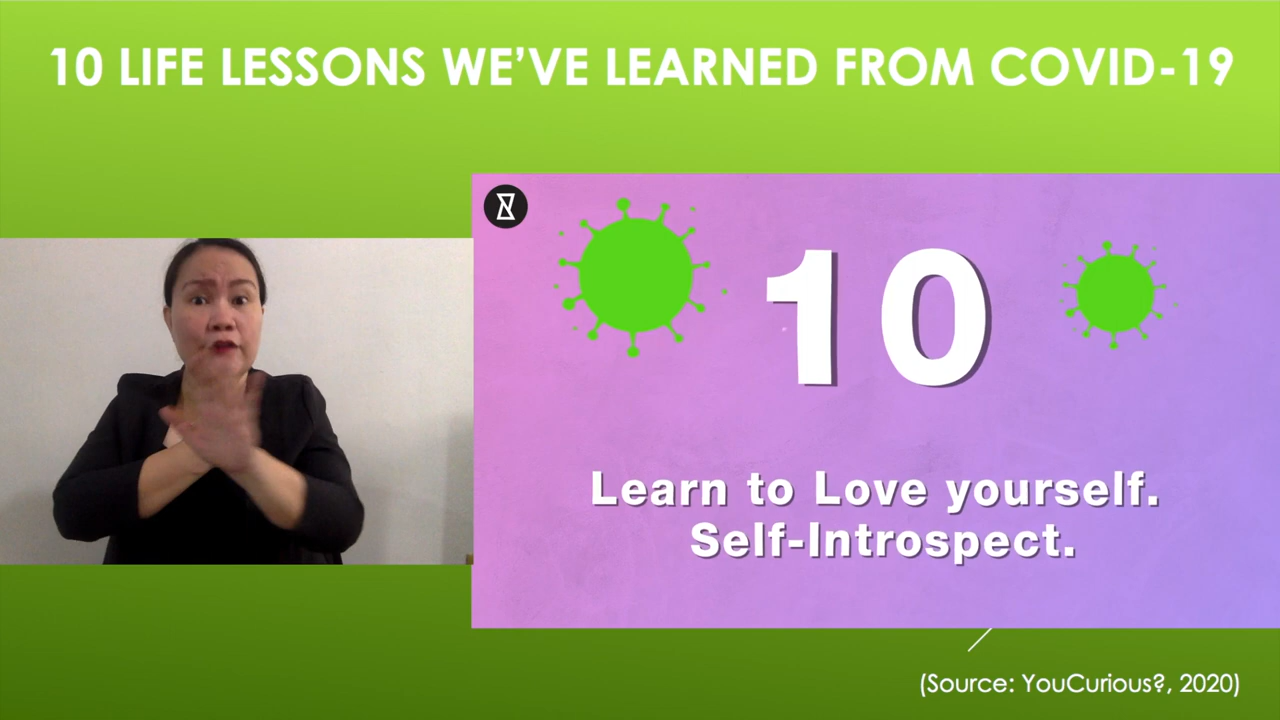 10 LIFE LESSONS WE’VE LEARNED FROM COVID-19
10
Learn to Love yourself.
Self-Introspect.
(Source: YouCurious?, 2020)